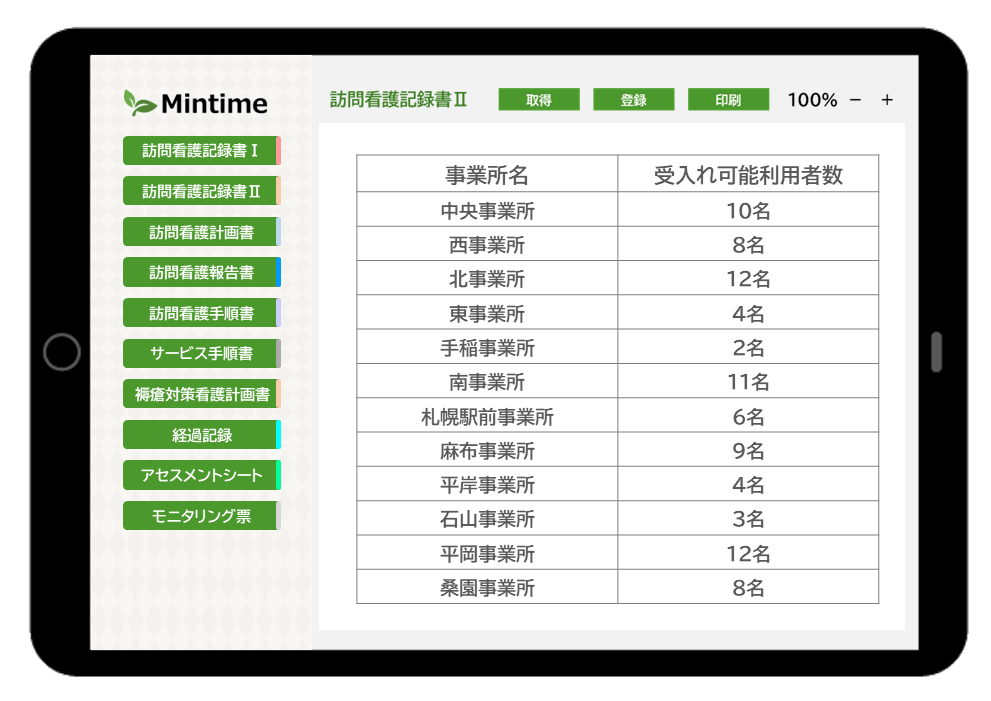 Mintime
訪問看護記録書Ⅰ
訪問看護記録書Ⅱ
訪問看護計画書
訪問看護報告書
訪問看護手順書
サービス手順書
褥瘡対策看護計画書
経過記録
アセスメントシート
モニタリング票
訪問看護記録書Ⅱ 取得 登録 印刷 100% − +
事業所名 受入れ可能利用者数
中央事業所 10名
西事業所 8名
北事業所 12名
東事業所 4名
手稲事業所 2名
南事業所 11名
札幌駅前事業所 6名
麻布事業所 9名
平岸事業所 4名
石山事業所 3名
平岡事業所 12名
桑園事業所 8名